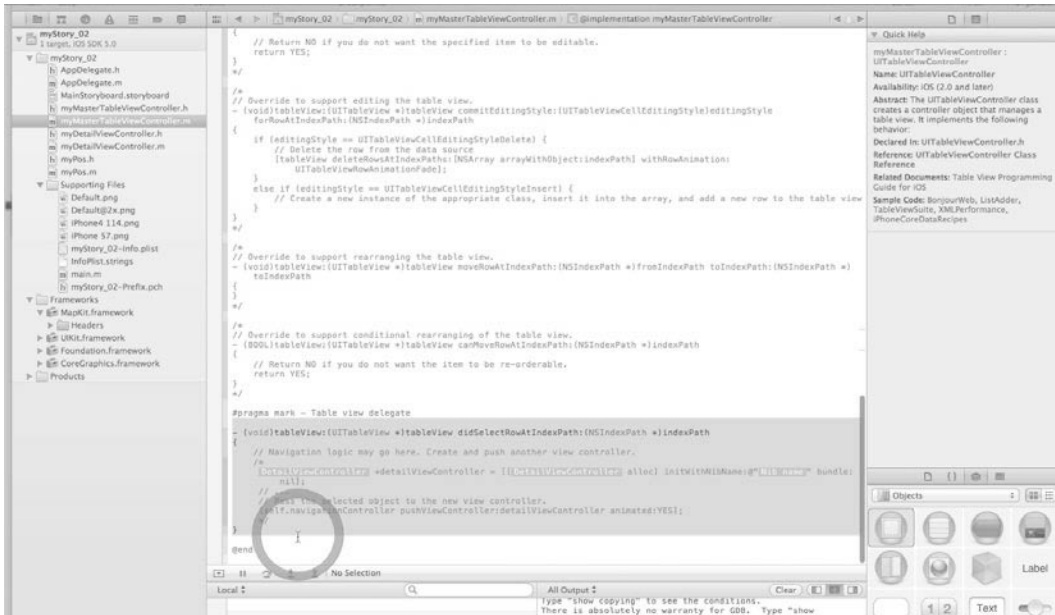 myStory_02 › myStory_02 › myMasterTableViewController.m › @implementation myMasterTableViewController
myStory_02
1 target, iOS SDK 5.0
myStory_02
AppDelegate.h
AppDelegate.m
MainStoryboard.storyboard
myMasterTableViewController.h
myMasterTableViewController.m
myDetailViewController.h
myDetailViewController.m
myPos.h
myPos.m
Supporting Files
Default.png
Default@2x.png
iPhone4 114.png
iPhone 57.png
myStory_02-Info.plist
InfoPlist.strings
main.m
myStory_02-Prefix.pch
Frameworks
MapKit.framework
Headers
UIKit.framework
Foundation.framework
CoreGraphics.framework
Products
{
// Return NO if you do not want the specified item to be editable.
return YES;
}
*/
/*
// Override to support editing the table view.
- (void)tableView:(UITableView *)tableView commitEditingStyle:(UITableViewCellEditingStyle)editingStyle
forRowAtIndexPath:(NSIndexPath *)indexPath
{
if (editingStyle == UITableViewCellEditingStyleDelete) {
// Delete the row from the data source
[tableView deleteRowsAtIndexPaths:[NSArray arrayWithObject:indexPath] withRowAnimation:
UITableViewRowAnimationFade];
}
else if (editingStyle == UITableViewCellEditingStyleInsert) {
// Create a new instance of the appropriate class, insert it into the array, and add a new row to the table view
}
}
*/
/*
// Override to support rearranging the table view.
- (void)tableView:(UITableView *)tableView moveRowAtIndexPath:(NSIndexPath *)fromIndexPath toIndexPath:(NSIndexPath *)
toIndexPath
{
}
*/
/*
// Override to support conditional rearranging of the table view.
- (BOOL)tableView:(UITableView *)tableView canMoveRowAtIndexPath:(NSIndexPath *)indexPath
{
// Return NO if you do not want the item to be re-orderable.
return YES;
}
*/
#pragma mark - Table view delegate
- (void)tableView:(UITableView *)tableView didSelectRowAtIndexPath:(NSIndexPath *)indexPath
{
// Navigation logic may go here. Create and push another view controller.
/*
*detailViewController = [[ alloc] initWithNibName:@" " bundle:
nil];
// ...
// Pass the selected object to the new view controller.
[self.navigationController pushViewController:detailViewController animated:YES];
*/
}
@end
No Selection
Local
All Output
Clear
Type "show copying" to see the conditions.
There is absolutely no warranty for GDB. Type "show
Quick Help
myMasterTableViewController :
UITableViewController
Name: UITableViewController
Availability: iOS (2.0 and later)
Abstract: The UITableViewController class
creates a controller object that manages a
table view. It implements the following
behavior:
Declared In: UITableViewController.h
Reference: UITableViewController Class
Reference
Related Documents: Table View Programming
Guide for iOS
Sample Code: BonjourWeb, ListAdder,
TableViewSuite, XMLPerformance,
iPhoneCoreDataRecipes
Objects
Label
1 2
Text